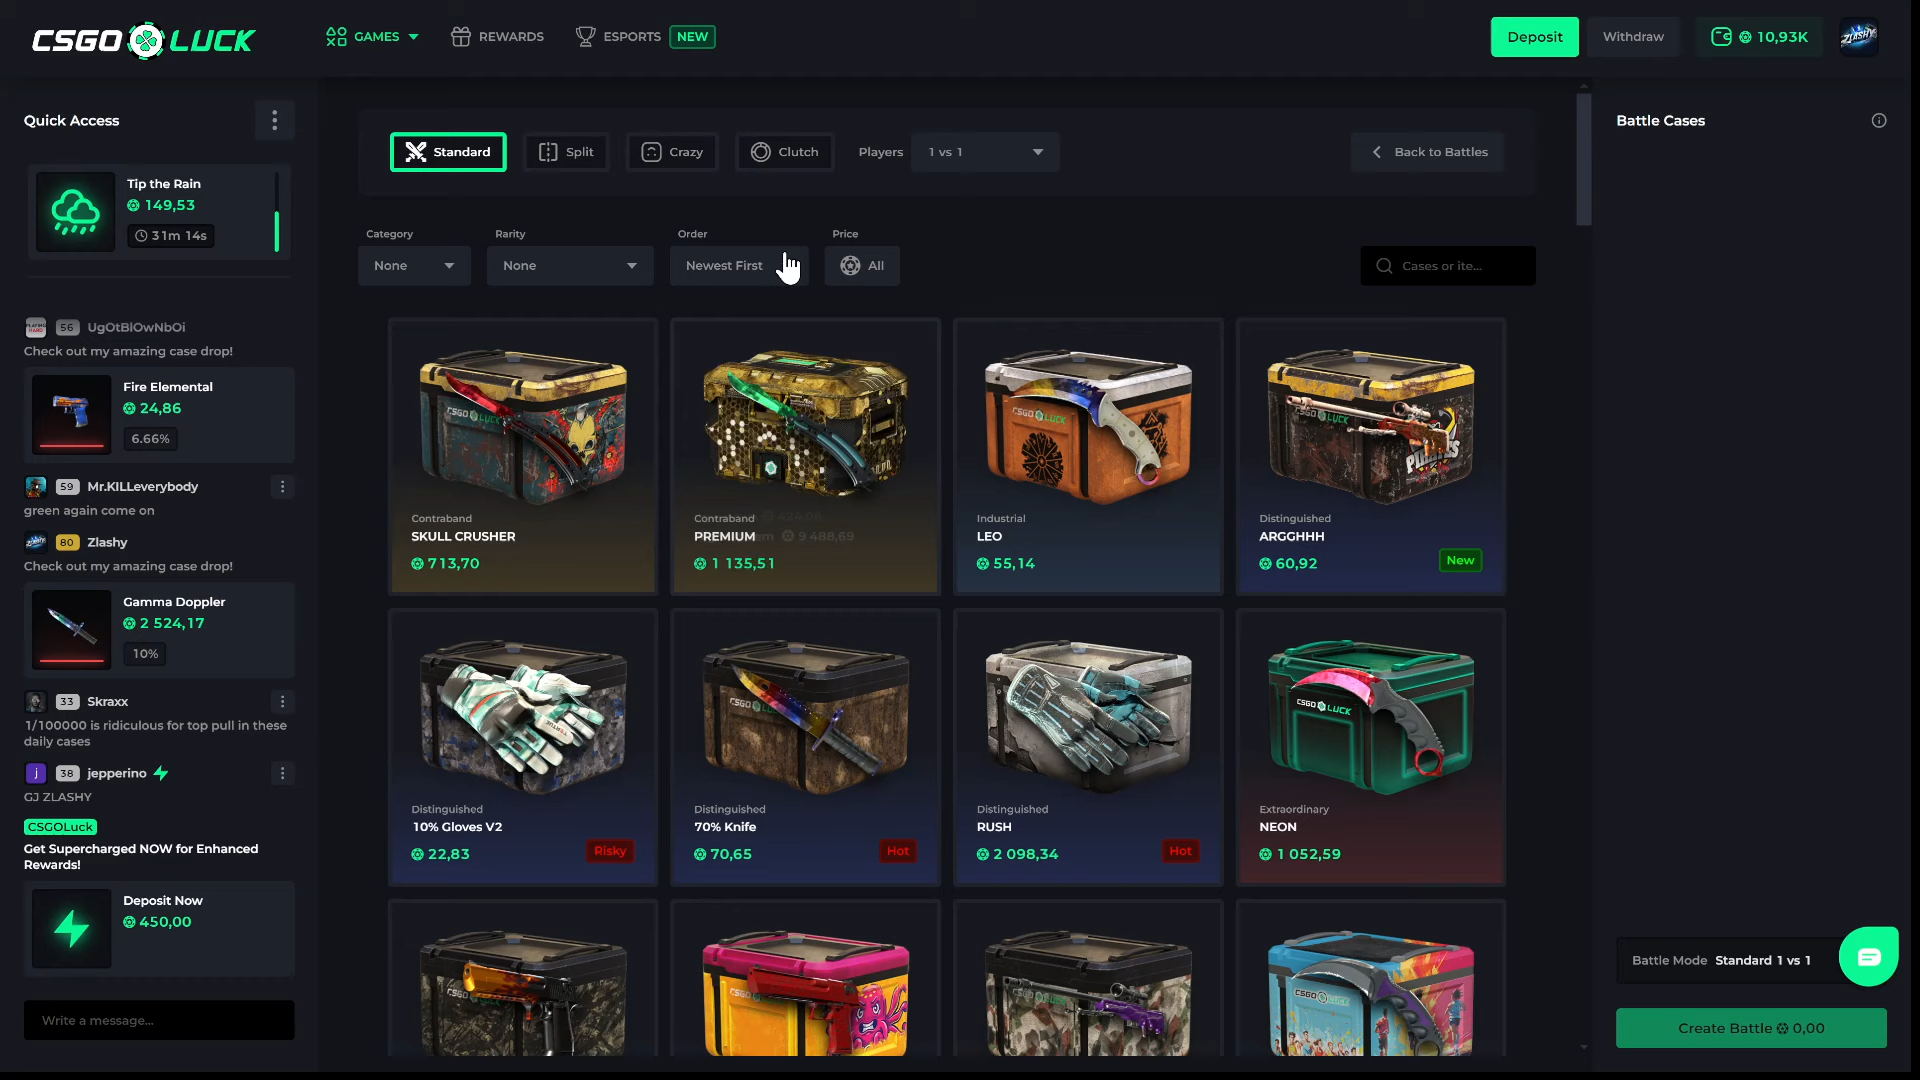 CSGO LUCK
GAMES
REWARDS
ESPORTS NEW
Deposit
Withdraw
10,93K
ZLASHY
Quick Access
Tip the Rain
149,53
31m 14s
56 UgOtBlOwNbOi
Check out my amazing case drop!
Fire Elemental
24,86
6.66%
59 Mr.KILLeverybody
green again come on
80 Zlashy
Check out my amazing case drop!
Gamma Doppler
2 524,17
10%
33 Skraxx
1/100000 is ridiculous for top pull in these
daily cases
j 38 jepperino
GJ ZLASHY
CSGOLuck
Get Supercharged NOW for Enhanced
Rewards!
Deposit Now
450,00
Write a message...
Standard
Split
Crazy
Clutch
Players
1 vs 1
Back to Battles
Category
None
Rarity
None
Order
Newest First
Price
All
Cases or ite...
Contraband
SKULL CRUSHER
713,70
Contraband
PREMIUM
9 488,69
1 135,51
Industrial
LEO
55,14
PIRATES
Distinguished
ARGGHHH
60,92
New
Distinguished
10% Gloves V2
22,83
Risky
Distinguished
70% Knife
70,65
Hot
Distinguished
RUSH
2 098,34
Hot
Extraordinary
NEON
1 052,59
Battle Cases
Battle Mode Standard 1 vs 1
Create Battle 0,00